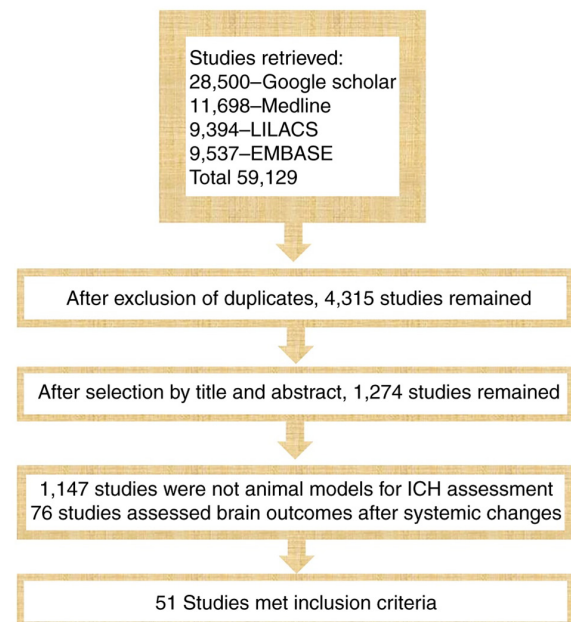 Studies retrieved:
28,500–Google scholar
11,698–Medline
9,394–LILACS
9,537–EMBASE
Total 59,129
After exclusion of duplicates, 4,315 studies remained
After selection by title and abstract, 1,274 studies remained
1,147 studies were not animal models for ICH assessment
76 studies assessed brain outcomes after systemic changes
51 Studies met inclusion criteria